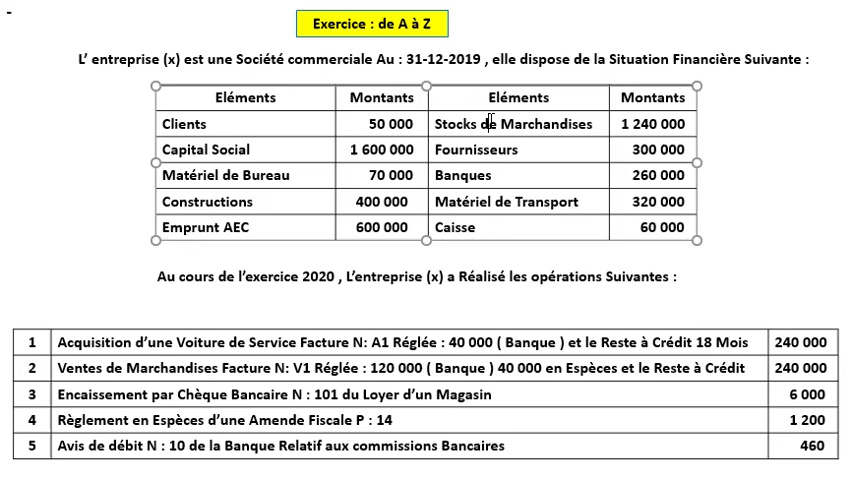 -
Exercice : de A à Z
L' entreprise (x) est une Société commerciale Au : 31-12-2019 , elle dispose de la Situation Financière Suivante :
Eléments Montants Eléments Montants
Clients 50 000 Stocks de Marchandises 1 240 000
Capital Social 1 600 000 Fournisseurs 300 000
Matériel de Bureau 70 000 Banques 260 000
Constructions 400 000 Matériel de Transport 320 000
Emprunt AEC 600 000 Caisse 60 000
Au cours de l'exercice 2020 , L'entreprise (x) a Réalisé les opérations Suivantes :
1 Acquisition d'une Voiture de Service Facture N: A1 Réglée : 40 000 ( Banque ) et le Reste à Crédit 18 Mois 240 000
2 Ventes de Marchandises Facture N: V1 Réglée : 120 000 ( Banque ) 40 000 en Espèces et le Reste à Crédit 240 000
3 Encaissement par Chèque Bancaire N : 101 du Loyer d'un Magasin 6 000
4 Règlement en Espèces d'une Amende Fiscale P : 14 1 200
5 Avis de débit N : 10 de la Banque Relatif aux commissions Bancaires 460